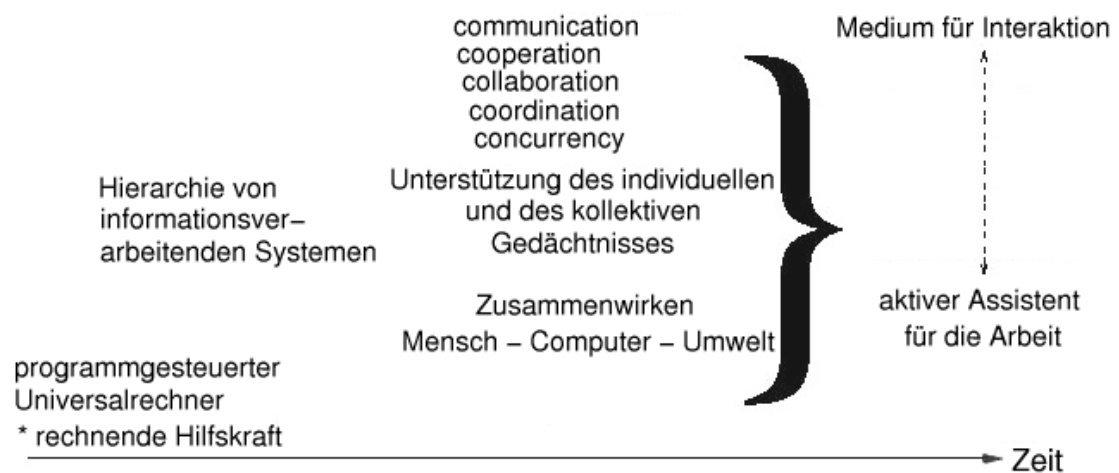 communication
cooperation
collaboration
coordination
concurrency
Medium für Interaktion
Hierarchie von
informationsver–
arbeitenden Systemen
Unterstützung des individuellen
und des kollektiven
Gedächtnisses
Zusammenwirken
Mensch – Computer – Umwelt
aktiver Assistent
für die Arbeit
programmgesteuerter
Universalrechner
* rechnende Hilfskraft
Zeit